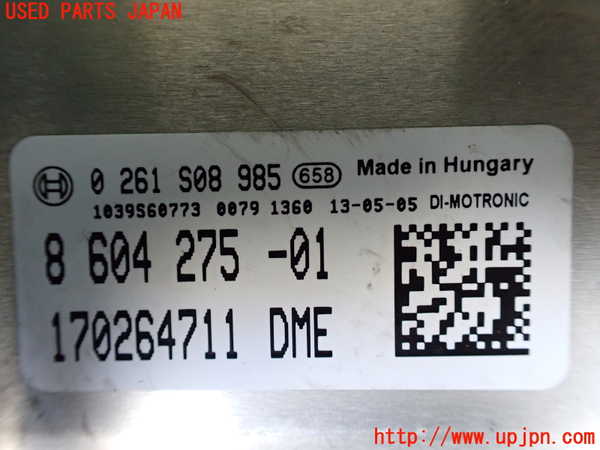 USED PARTS JAPAN
0 261 S08 985 658 Made in Hungary
1039S60773 0079 1360 13-05-05 DI-MOTRONIC
8 604 275 -01
170264711 DME
http://www.upjpn.com/